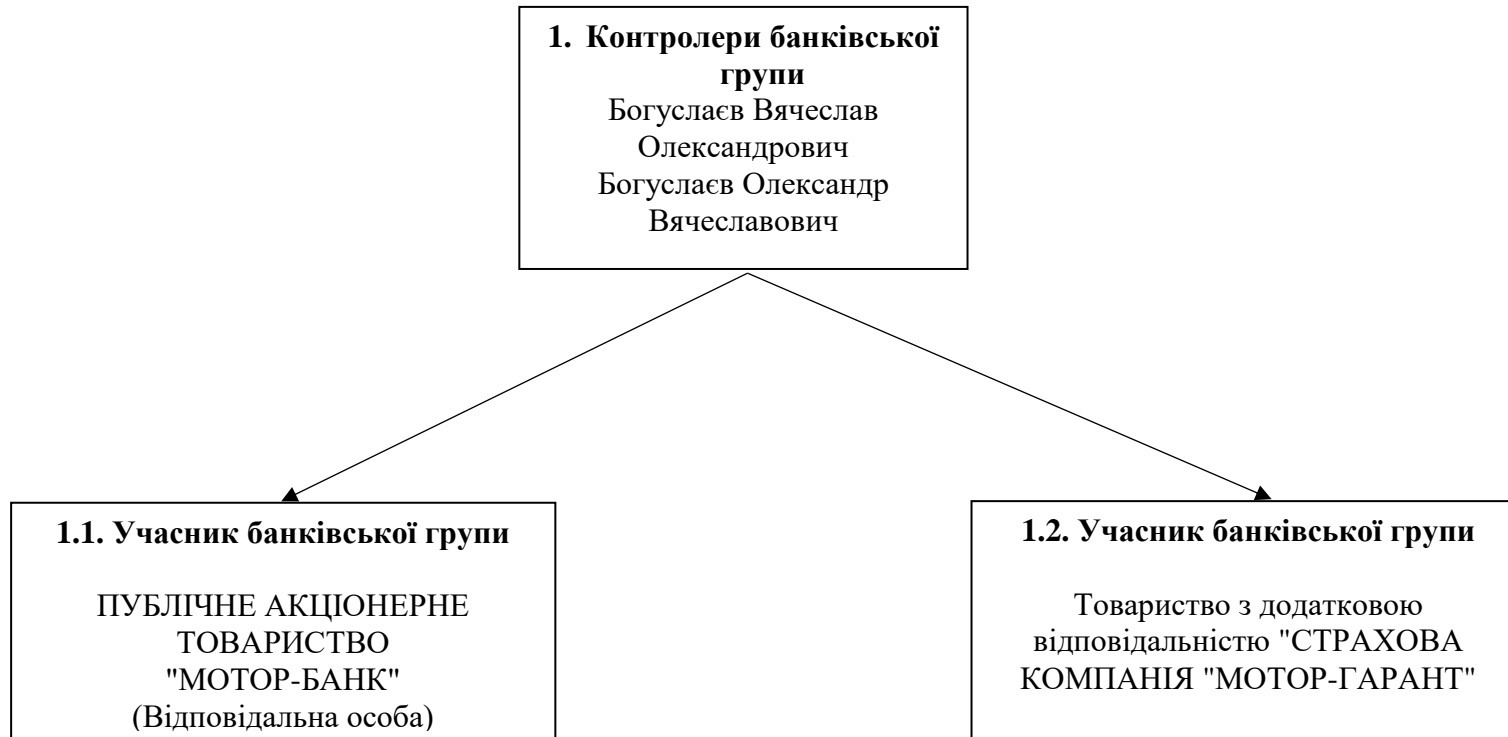 1. Контролери банківської
групи
Богуслаєв Вячеслав
Олександрович
Богуслаєв Олександр
Вячеславович
1.1. Учасник банківської групи
ПУБЛІЧНЕ АКЦІОНЕРНЕ
ТОВАРИСТВО
"МОТОР-БАНК"
(Відповідальна особа)
1.2. Учасник банківської групи
Товариство з додатковою
відповідальністю "СТРАХОВА
КОМПАНІЯ "МОТОР-ГАРАНТ"